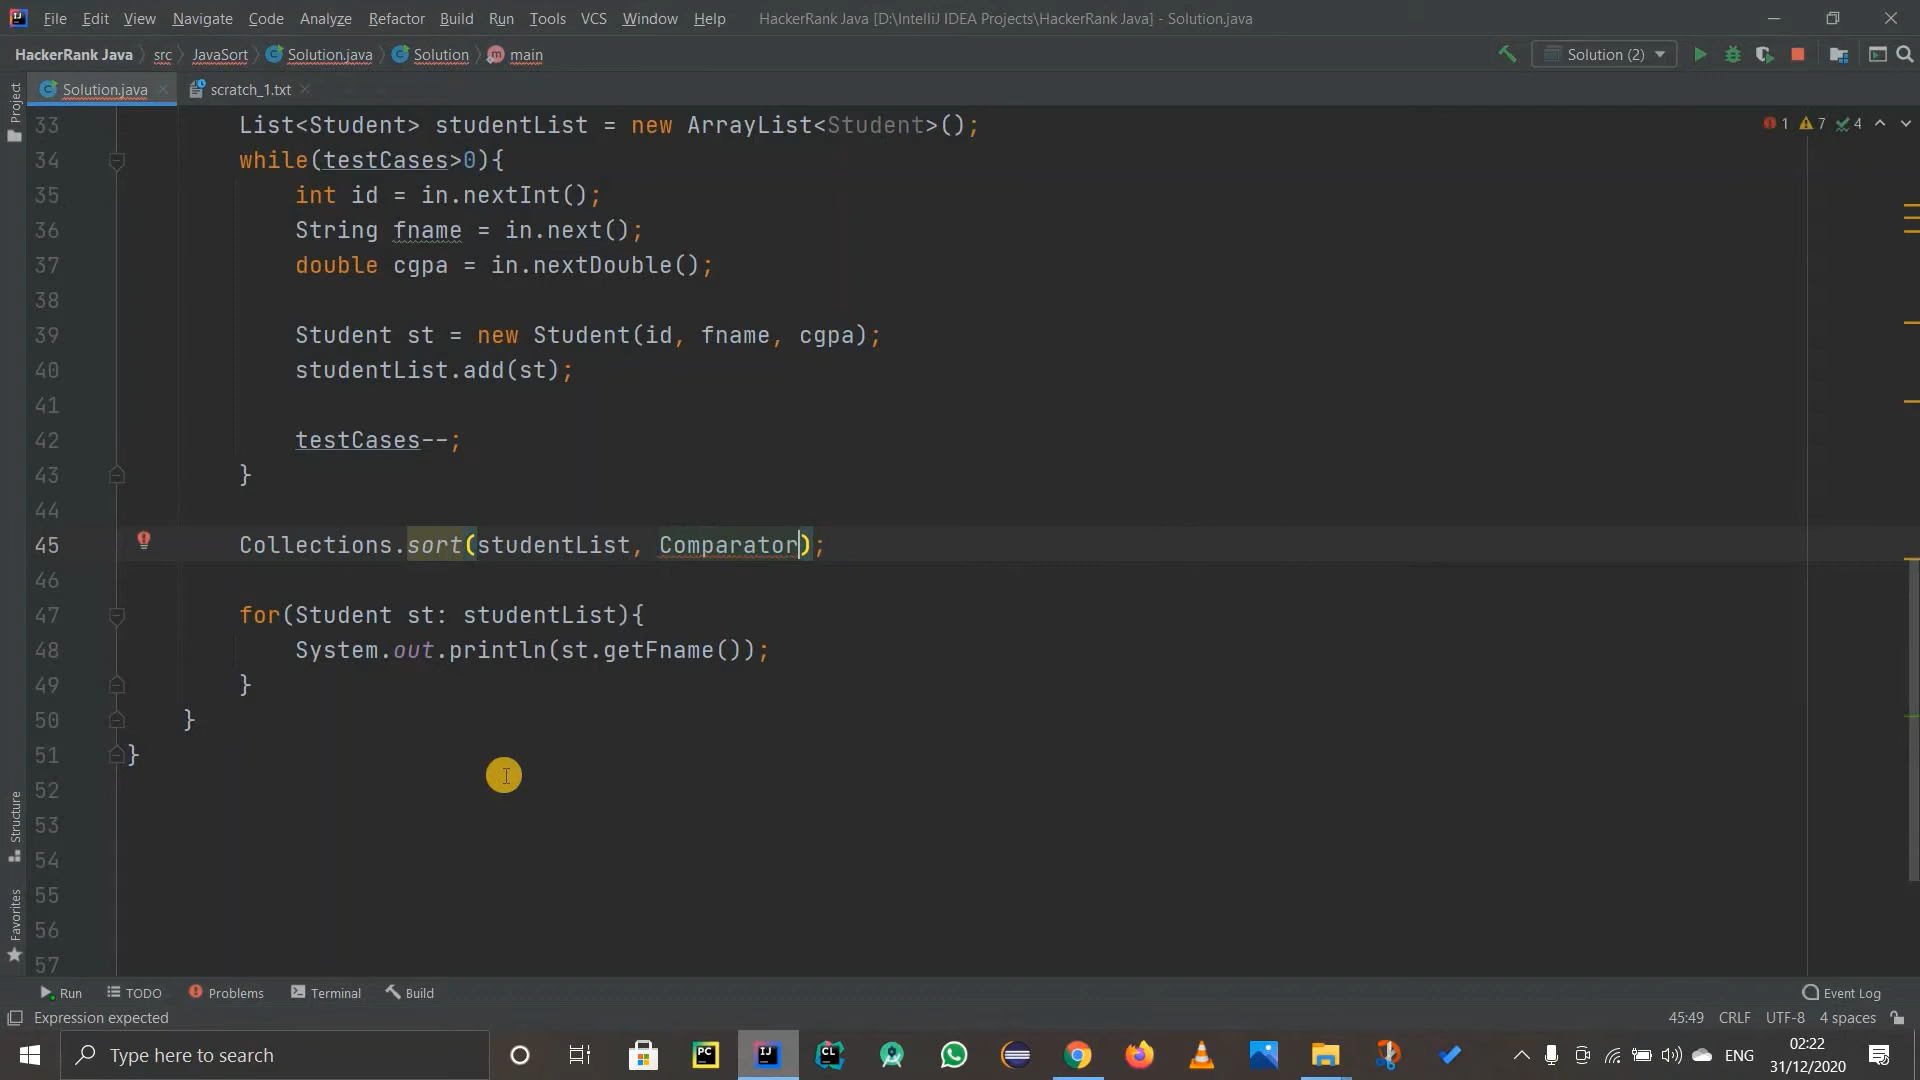 File Edit View Navigate Code Analyze Refactor Build Run Tools VCS Window Help HackerRank Java [D:\IntelliJ IDEA Projects\HackerRank Java] - Solution.java
HackerRank Java src JavaSort Solution.java Solution m main Solution (2)
Solution.java scratch_1.txt
Project
33 List<Student> studentList = new ArrayList<Student>(); 1 7 4
34 while(testCases>0){
35 int id = in.nextInt();
36 String fname = in.next();
37 double cgpa = in.nextDouble();
38
39 Student st = new Student(id, fname, cgpa);
40 studentList.add(st);
41
42 testCases--;
43 }
44
45 Collections.sort(studentList, Comparator);
46
47 for(Student st: studentList){
48 System.out.println(st.getFname());
49 }
50 }
51 }
52
53
54
55
56
57
Structure
Favorites
Run TODO Problems Terminal Build Event Log
Expression expected 45:49 CRLF UTF-8 4 spaces
Type here to search PC IJ CL ENG 02:22
31/12/2020